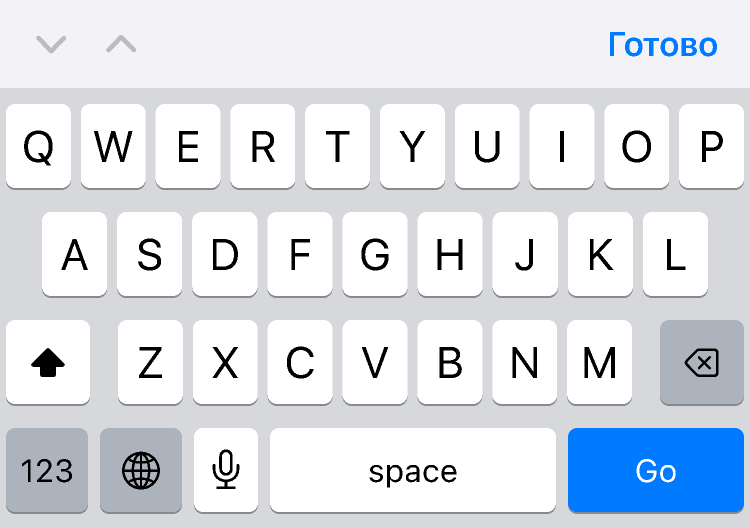 Готово
Q W E R T Y U I O P
A S D F G H J K L
Z X C V B N M
123 space Go